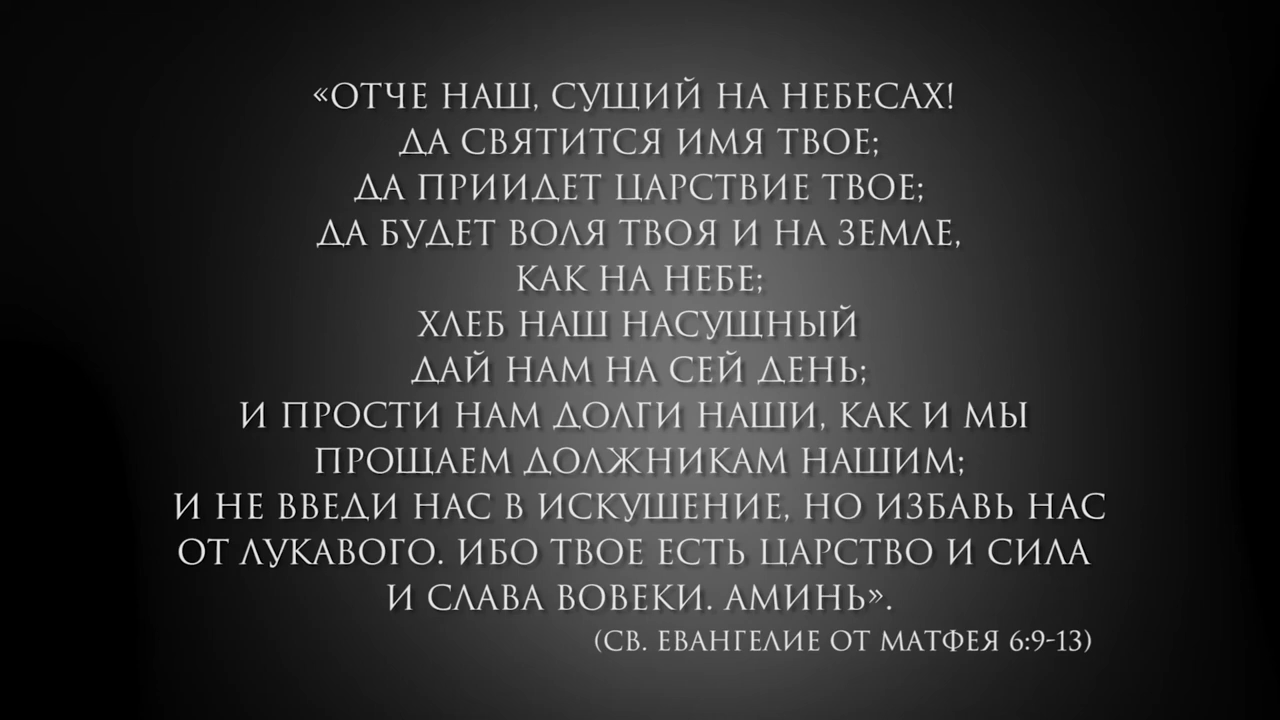 «ОТЧЕ НАШ, СУЩИЙ НА НЕБЕСАХ!
ДА СВЯТИТСЯ ИМЯ ТВОЕ;
ДА ПРИИДЕТ ЦАРСТВИЕ ТВОЕ;
ДА БУДЕТ ВОЛЯ ТВОЯ И НА ЗЕМЛЕ,
КАК НА НЕБЕ;
ХЛЕБ НАШ НАСУЩНЫЙ
ДАЙ НАМ НА СЕЙ ДЕНЬ;
И ПРОСТИ НАМ ДОЛГИ НАШИ, КАК И МЫ
ПРОЩАЕМ ДОЛЖНИКАМ НАШИМ;
И НЕ ВВЕДИ НАС В ИСКУШЕНИЕ, НО ИЗБАВЬ НАС
ОТ ЛУКАВОГО. ИБО ТВОЕ ЕСТЬ ЦАРСТВО И СИЛА
И СЛАВА ВОВЕКИ. АМИНЬ».
(СВ. ЕВАНГЕЛИЕ ОТ МАТФЕЯ 6:9-13)